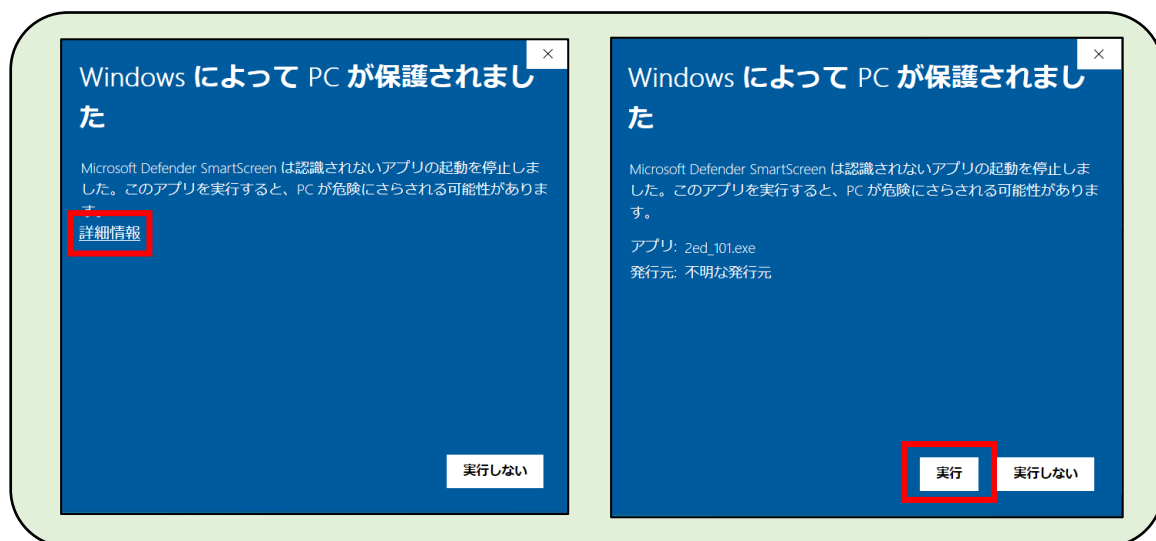 Windows によって PC が保護されまし
た
Microsoft Defender SmartScreen は認識されないアプリの起動を停止しま
した。このアプリを実行すると、PC が危険にさらされる可能性がありま
す。
詳細情報
実行しない
Windows によって PC が保護されまし
た
Microsoft Defender SmartScreen は認識されないアプリの起動を停止しま
した。このアプリを実行すると、PC が危険にさらされる可能性がありま
す。
アプリ: 2ed_101.exe
発行元: 不明な発行元
実行 実行しない